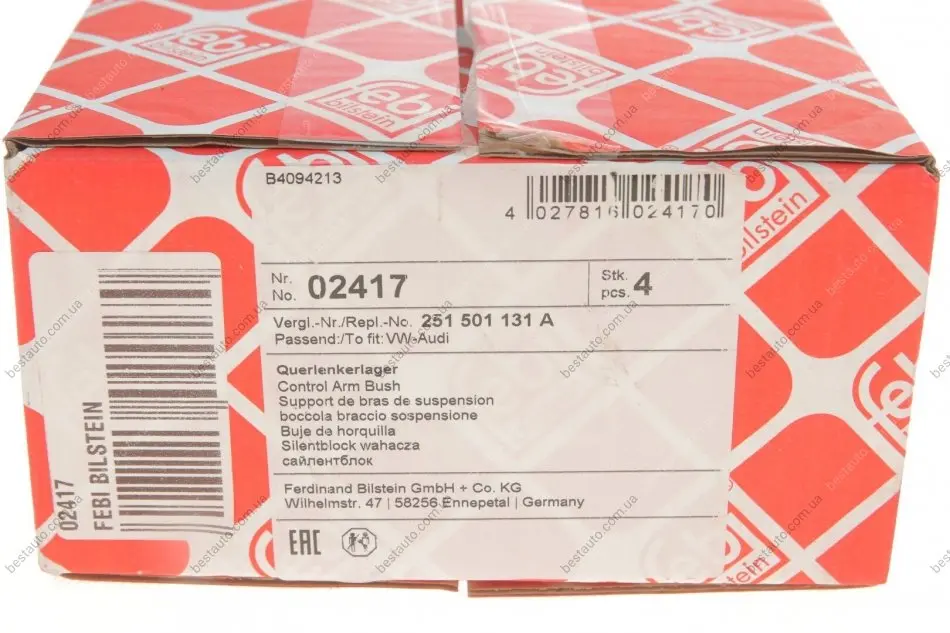 febi
bilstein
febi
bilstein
B4094213
4 027816 024170
Nr.
No. 02417
Stk.
pcs. 4
Vergl.-Nr./Repl.-No. 251 501 131 A
Passend:/To fit: VW-Audi
Querlenkerlager
Control Arm Bush
Support de bras de suspension
boccola braccio sospensione
Buje de horquilla
Silentblock wahacza
сайлентблок
Ferdinand Bilstein GmbH + Co. KG
Wilhelmstr. 47 | 58256 Ennepetal | Germany
EAC
02417
FEBI BILSTEIN
bestauto.com.ua